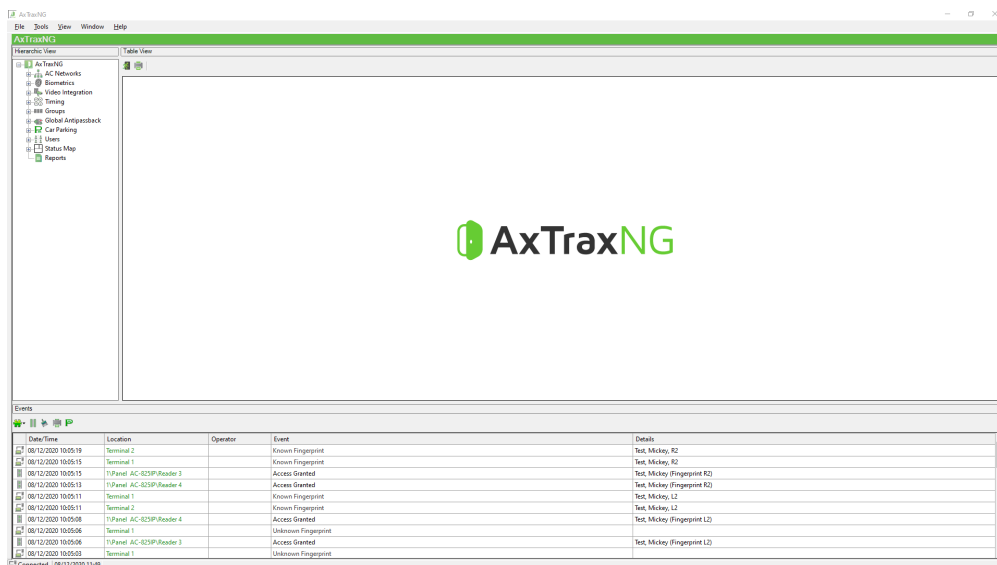 AxTraxNG
File Tools View Window Help
AxTraxNG
Hierarchic View
Table View
AxTraxNG
AC Networks
Biometrics
Video Integration
Timing
Groups
Global Antipassback
Car Parking
Users
Status Map
Reports
AxTraxNG
Events
Date/Time Location Operator Event Details
08/12/2020 10:05:19 Terminal 2 Known Fingerprint Test, Mickey, R2
08/12/2020 10:05:15 Terminal 1 Known Fingerprint Test, Mickey, R2
08/12/2020 10:05:15 1\Panel AC-825IP\Reader 3 Access Granted Test, Mickey (Fingerprint R2)
08/12/2020 10:05:13 1\Panel AC-825IP\Reader 4 Access Granted Test, Mickey (Fingerprint R2)
08/12/2020 10:05:11 Terminal 1 Known Fingerprint Test, Mickey, L2
08/12/2020 10:05:11 Terminal 2 Known Fingerprint Test, Mickey, L2
08/12/2020 10:05:08 1\Panel AC-825IP\Reader 4 Access Granted Test, Mickey (Fingerprint L2)
08/12/2020 10:05:06 Terminal 1 Unknown Fingerprint
08/12/2020 10:05:06 1\Panel AC-825IP\Reader 3 Access Granted Test, Mickey (Fingerprint L2)
08/12/2020 10:05:03 Terminal 1 Unknown Fingerprint
Connected 08/12/2020 11:49